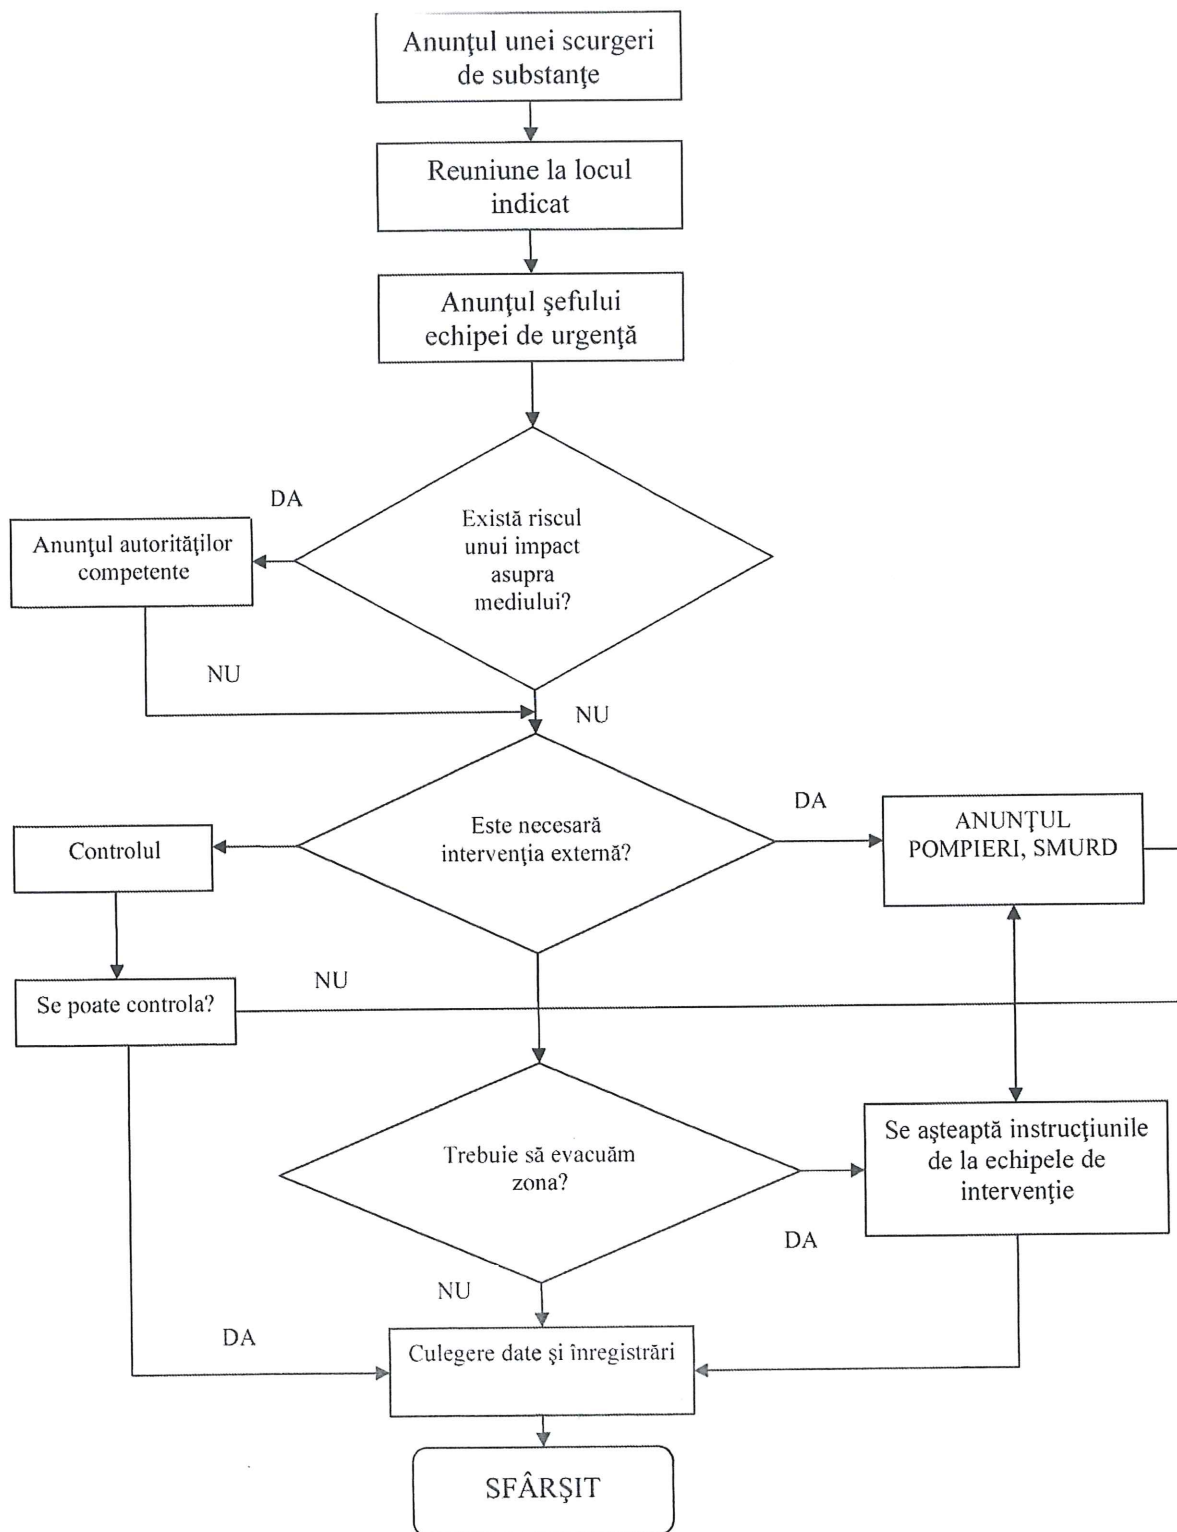 Anunţul unei scurgeri
de substanţe
Reuniune la locul
indicat
Anunţul şefului
echipei de urgenţă
DA
Există riscul
unui impact
asupra
mediului?
Anunţul autorităţilor
competente
NU
NU
DA
Este necesară
intervenţia externă?
Controlul
ANUNŢUL
POMPIERI, SMURD
Se poate controla?
NU
Trebuie să evacuăm
zona?
Se aşteaptă instrucţiunile
de la echipele de
intervenţie
DA
NU
DA
Culegere date şi înregistrări
SFÂRŞIT